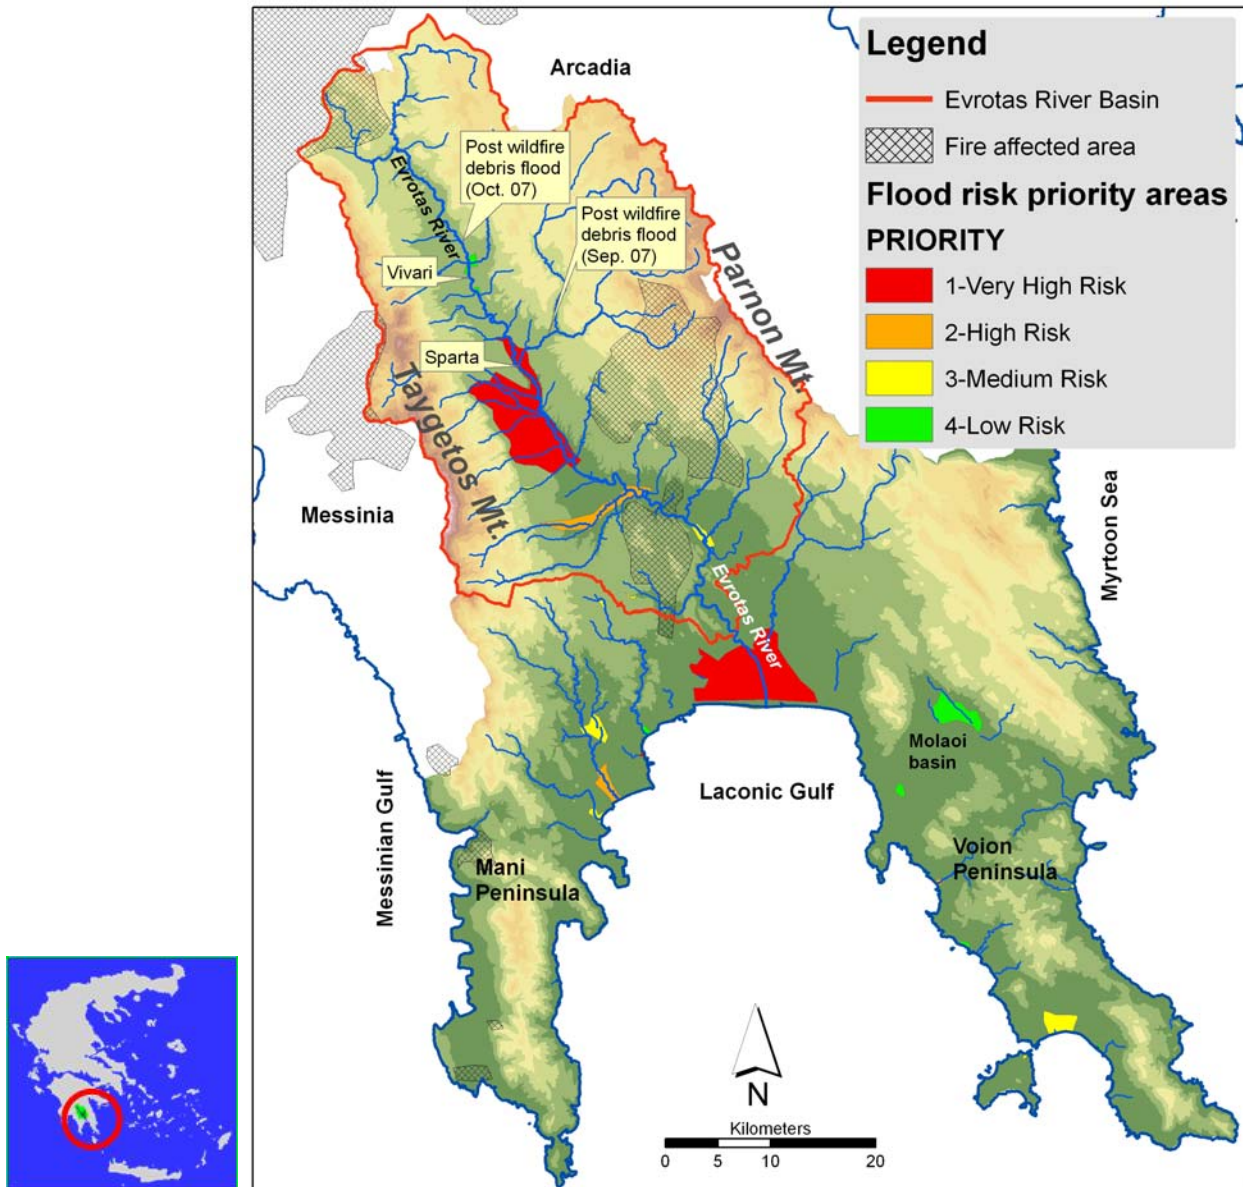 Legend
Evrotas River Basin
Fire affected area
Flood risk priority areas
PRIORITY
1-Very High Risk
2-High Risk
3-Medium Risk
4-Low Risk
Arcadia
Post wildfire
debris flood
(Oct. 07)
Evrotas River
Post wildfire
debris flood
(Sep. 07)
Vivari
Parnon Mt.
Sparta
Taygetos Mt.
Messinia
Myrtoon Sea
Evrotas River
Molaoi
basin
Laconic Gulf
Messinian Gulf
Mani
Peninsula
Voion
Peninsula
N
Kilometers
0 5 10 20